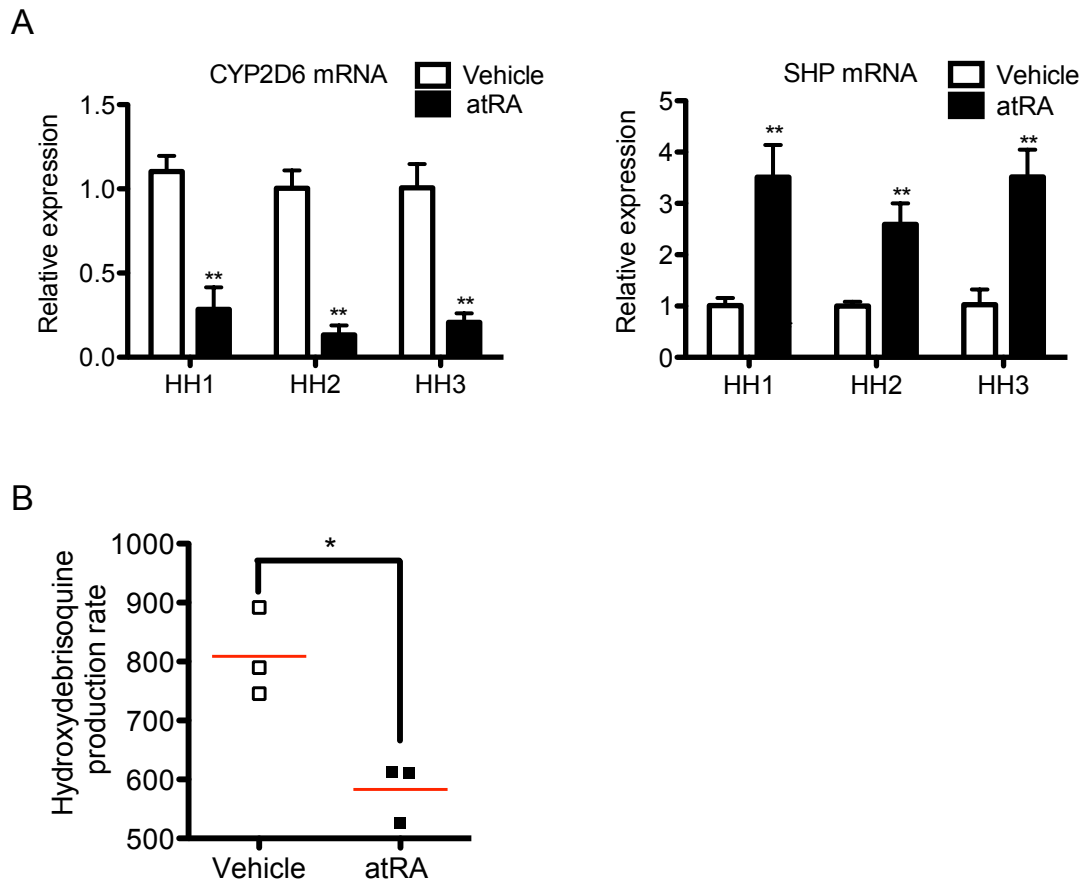 A
CYP2D6 mRNA
Vehicle
atRA
Relative expression
1.5
1.0
0.5
0.0
**
**
**
HH1 HH2 HH3
SHP mRNA
Vehicle
atRA
Relative expression
5
4
3
2
1
0
**
**
**
HH1 HH2 HH3
B
Hydroxydebrisoquine
production rate
1000
900
800
700
600
500
*
Vehicle atRA